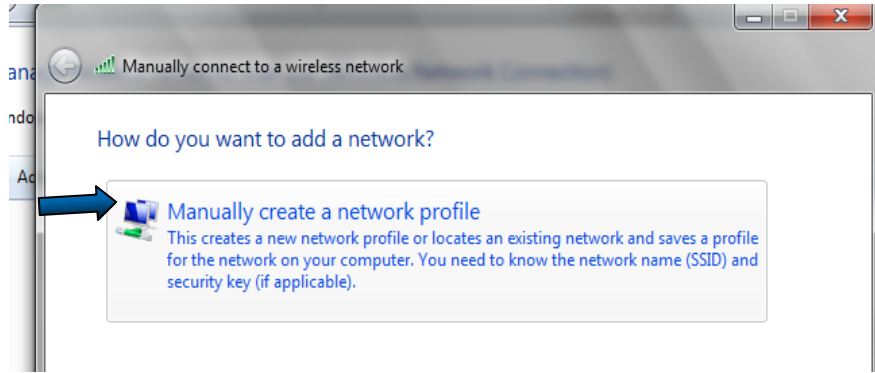 Manually connect to a wireless network
How do you want to add a network?
Manually create a network profile
This creates a new network profile or locates an existing network and saves a profile
for the network on your computer. You need to know the network name (SSID) and
security key (if applicable).